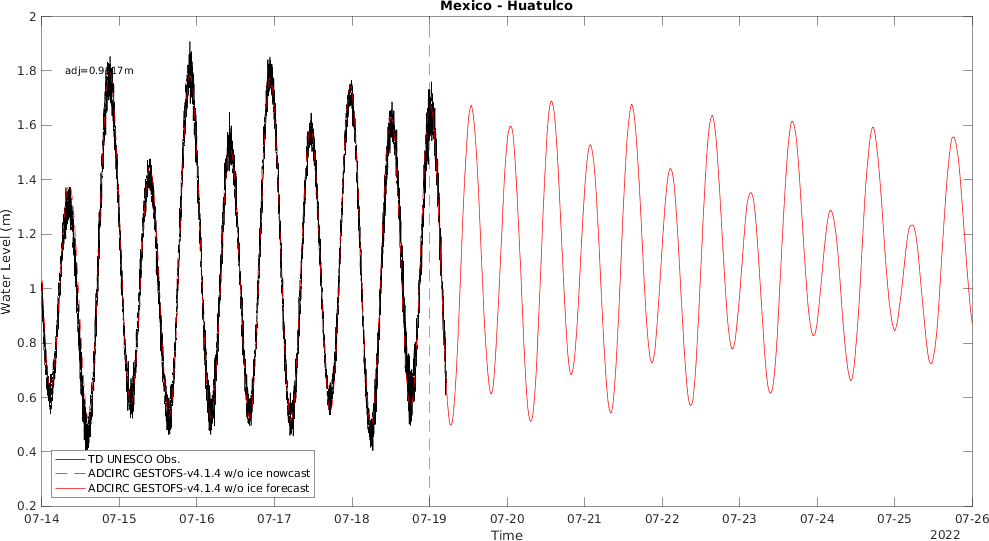 Mexico - Huatulco
2
1.8
1.6
1.4
1.2
1
0.8
0.6
0.4
0.2
Water Level (m)
TD UNESCO Obs.
ADCIRC GESTOFS-v4.1.4 w/o ice nowcast
ADCIRC GESTOFS-v4.1.4 w/o ice forecast
07-14 07-15 07-16 07-17 07-18 07-19 07-20 07-21 07-22 07-23 07-24 07-25 07-26
Time
2022